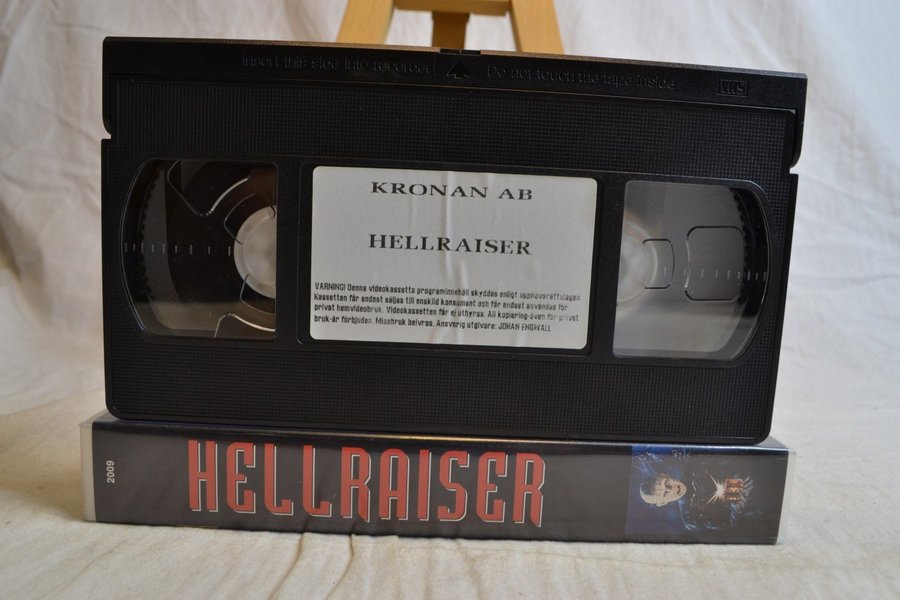 Insert this side into recorder Do not touch the tape inside VHS
KRONAN AB
HELLRAISER
VARNING! Denna videokassetts programinnehåll skyddas enligt upphovsrättslagen
Kassetten får endast säljas till enskild konsument och får endast användas för
privat hemvideobruk. Videokassetten får ej uthyras. All kopiering-även för privat
bruk-är förbjuden. Missbruk beivras. Ansvarig utgivare: JOHAN ENGWALL
2009
HELLRAISER